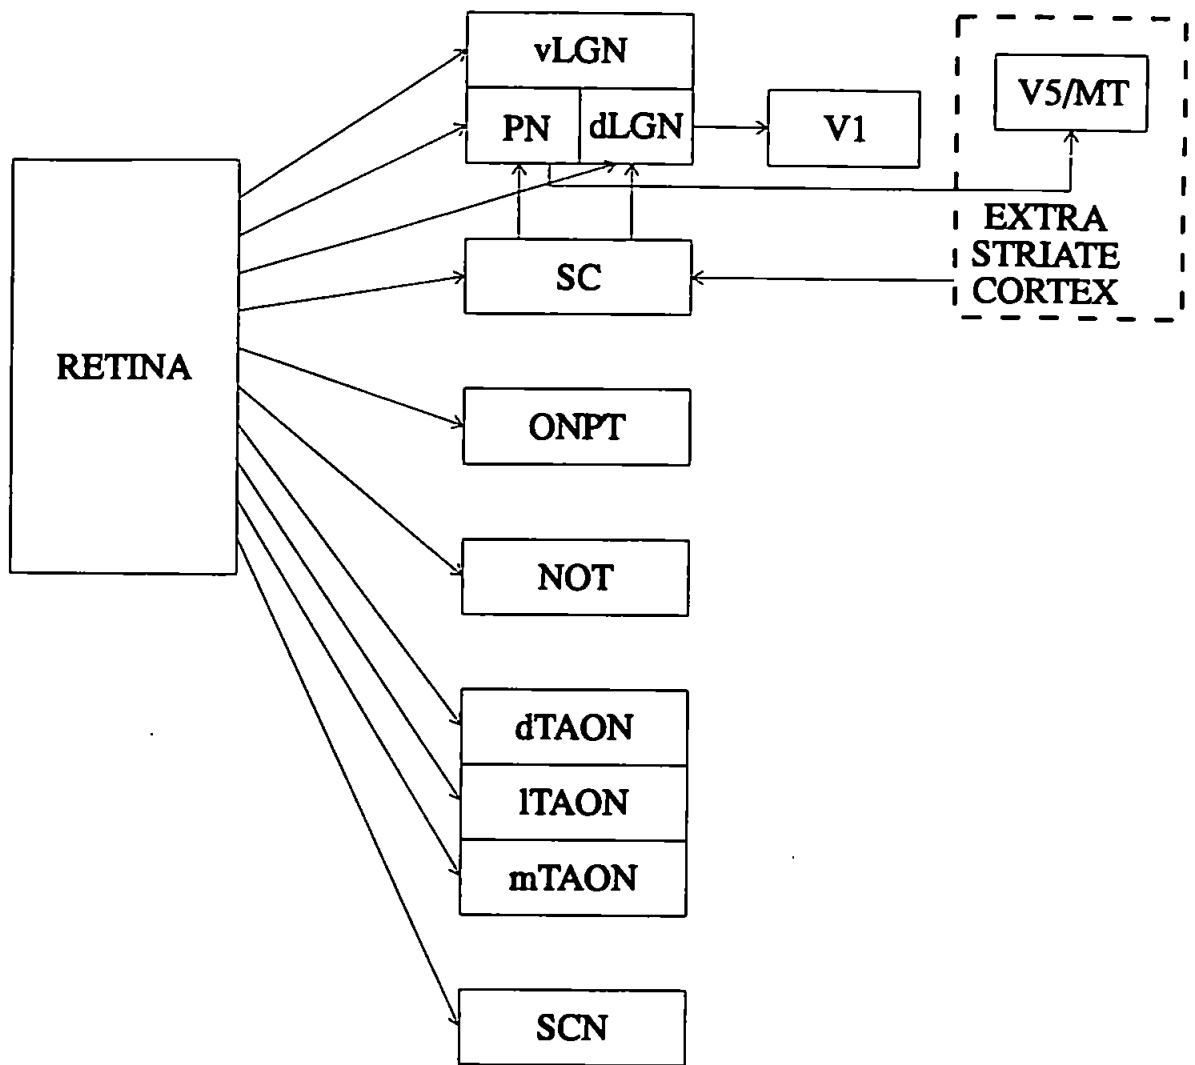 vLGN
PN
dLGN
V1
V5/MT
EXTRA
STRIATE
CORTEX
SC
RETINA
ONPT
NOT
dTAON
lTAON
mTAON
SCN